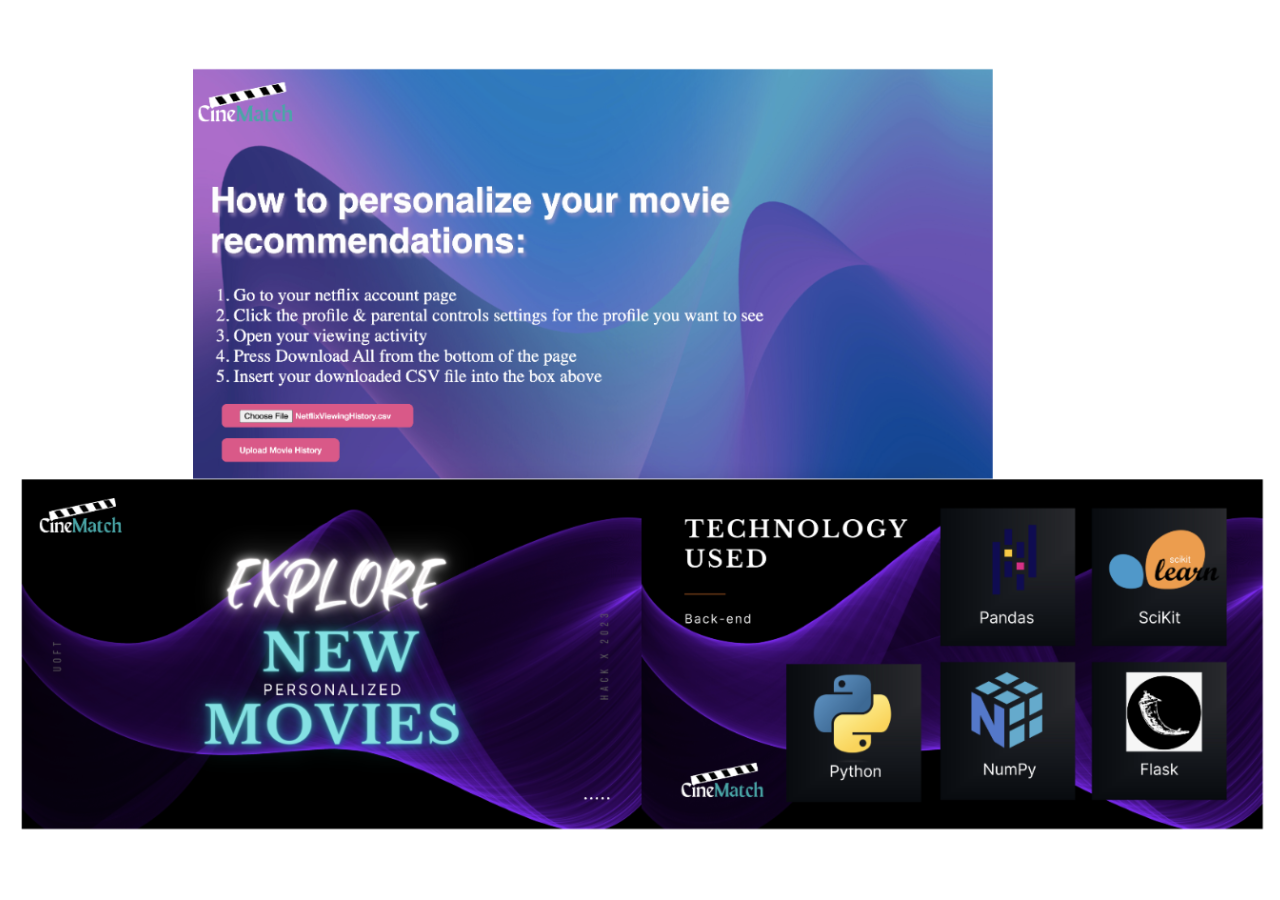 CineMatch
How to personalize your movie
recommendations:
1. Go to your netflix account page
2. Click the profile & parental controls settings for the profile you want to see
3. Open your viewing activity
4. Press Download All from the bottom of the page
5. Insert your downloaded CSV file into the box above
Choose File NetflixViewingHistory.csv
Upload Movie History
CineMatch
EXPLORE
NEW
PERSONALIZED
MOVIES
UOFT
HACK X 2023
.....
TECHNOLOGY
USED
Back-end
Pandas
scikit
learn
SciKit
Python
N
NumPy
Flask
CineMatch